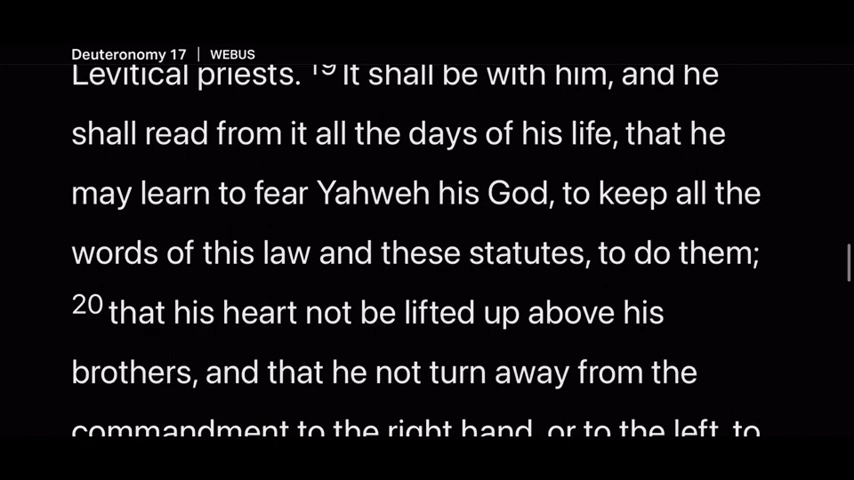 Deuteronomy 17 | WEBUS
Levitical priests. 19 It shall be with him, and he
shall read from it all the days of his life, that he
may learn to fear Yahweh his God, to keep all the
words of this law and these statutes, to do them;
20 that his heart not be lifted up above his
brothers, and that he not turn away from the
commandment to the right hand, or to the left, to